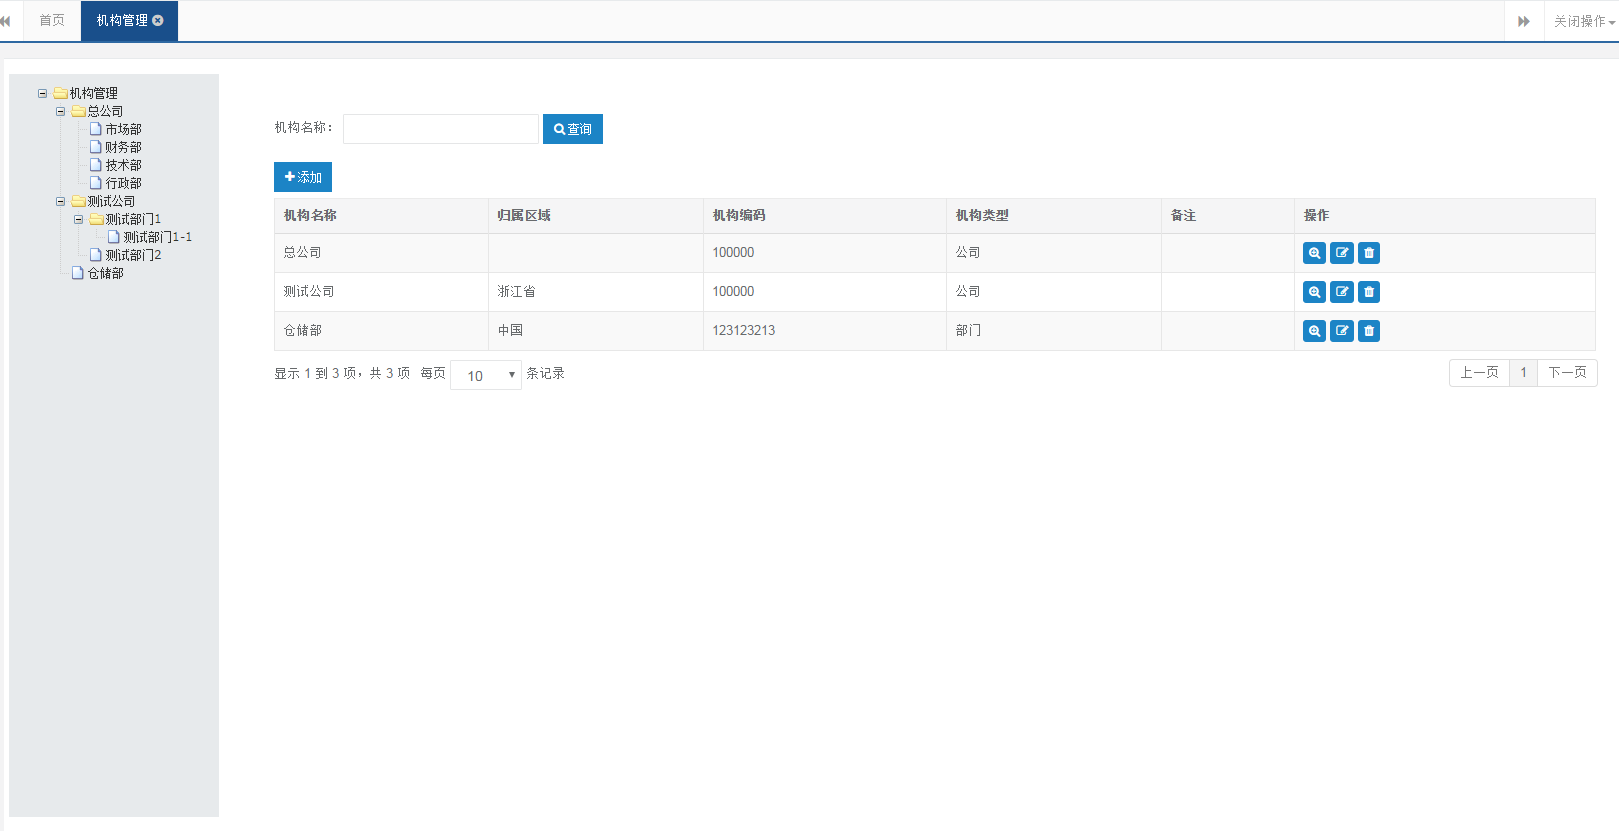 首页 机构管理 关闭操作
机构管理
总公司
市场部
财务部
技术部
行政部
测试公司
测试部门1
测试部门1-1
测试部门2
仓储部
机构名称： 查询
添加
机构名称 归属区域 机构编码 机构类型 备注 操作
总公司 100000 公司
测试公司 浙江省 100000 公司
仓储部 中国 123123213 部门
显示 1 到 3 项，共 3 项 每页 10 条记录 上一页 1 下一页